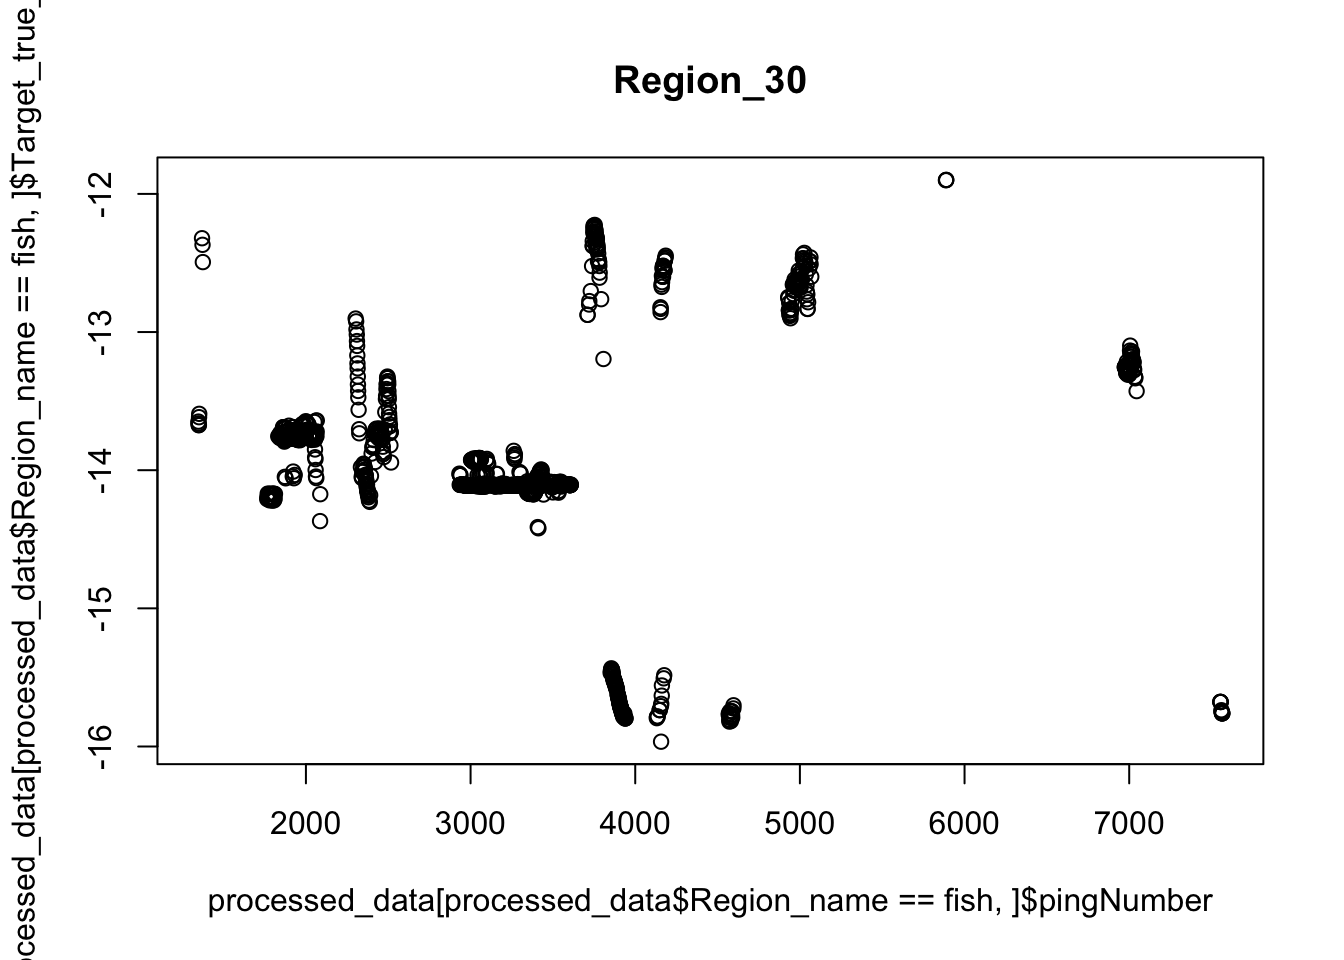 Region_30
processed_data[processed_data$Region_name == fish, ]$Target_true_
-12
-13
-14
-15
-16
2000 3000 4000 5000 6000 7000
processed_data[processed_data$Region_name == fish, ]$pingNumber